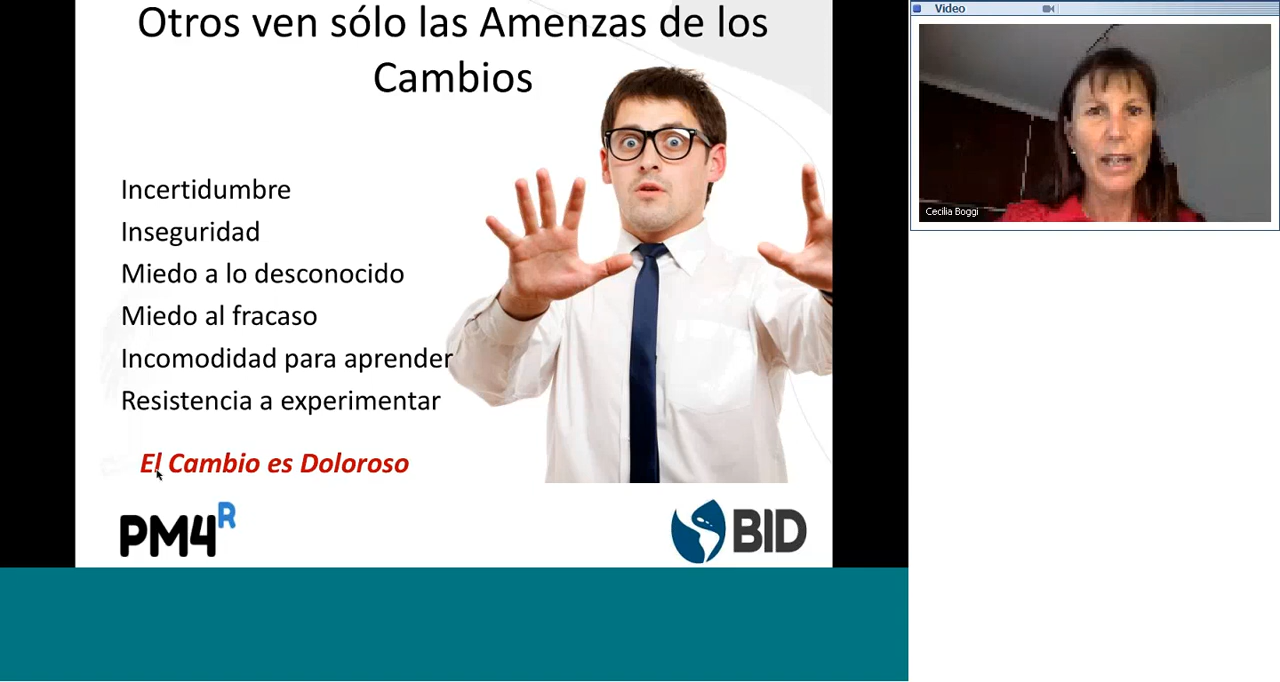 Otros ven sólo las Amenzas de los
Cambios
Incertidumbre
Inseguridad
Miedo a lo desconocido
Miedo al fracaso
Incomodidad para aprender
Resistencia a experimentar
El Cambio es Doloroso
PM4R
BID
Video
Cecilia Boggi